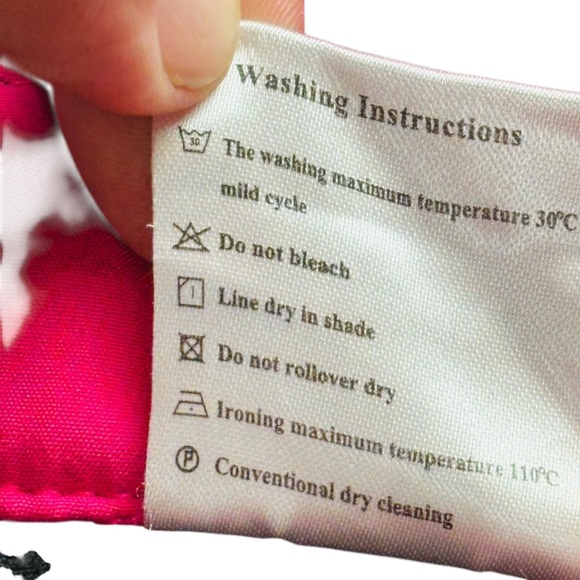 Washing Instructions
30 The washing maximum temperature 30℃
mild cycle
Do not bleach
Line dry in shade
Do not rollover dry
Ironing maximum temperature 110℃
P Conventional dry cleaning